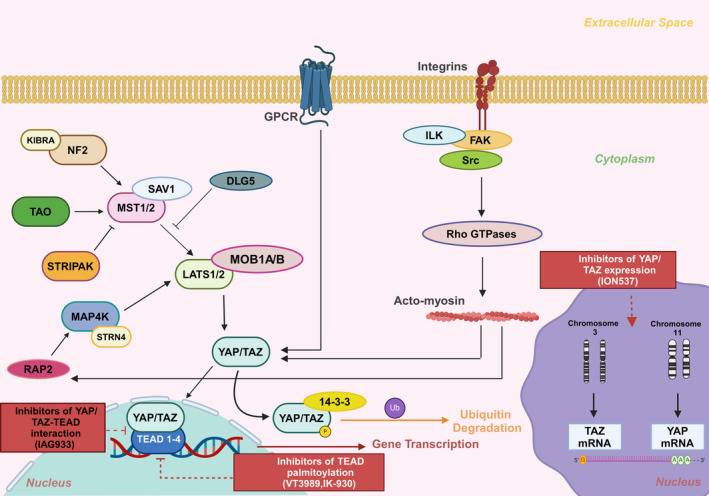 Extracellular Space
Integrins
GPCR
KIBRA
NF2
ILK
FAK
Src
Cytoplasm
SAV1
DLG5
TAO
MST1/2
Rho GTPases
STRIPAK
MOB1A/B
LATS1/2
Inhibitors of YAP/
TAZ expression
(ION537)
MAP4K
STRN4
Acto-myosin
Chromosome
3
Chromosome
11
RAP2
YAP/TAZ
Inhibitors of YAP/
TAZ-TEAD
interaction
(IAG933)
YAP/TAZ
TEAD 1-4
14-3-3
YAP/TAZ
P
Ub
Ubiquitin
Degradation
Gene Transcription
Inhibitors of TEAD
palmitoylation
(VT3989,IK-930)
Nucleus
TAZ
mRNA
YAP
mRNA
5'
G
AAA
3'
Nucleus